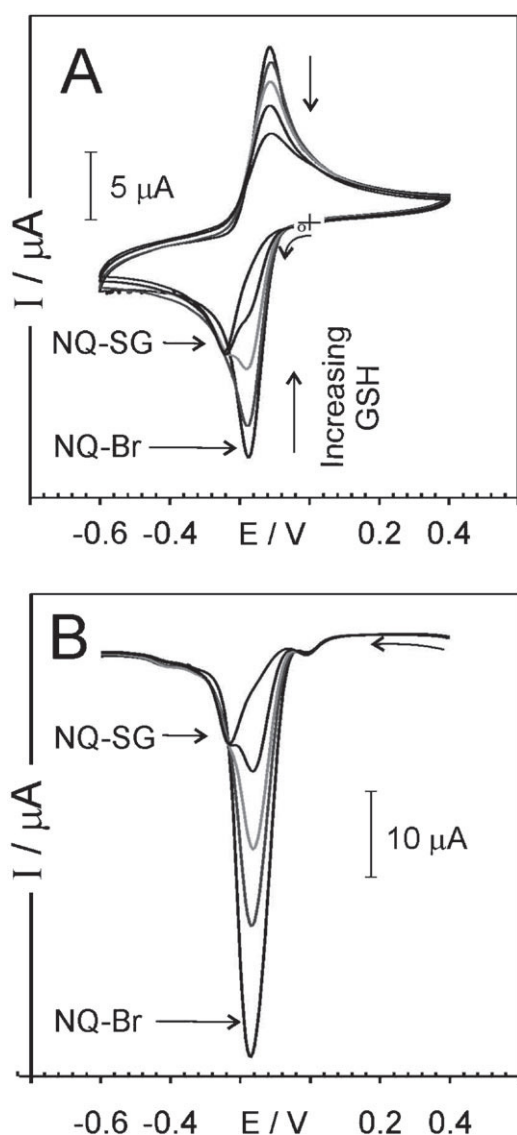 A
5 μA
I / μA
NQ-SG
NQ-Br
Increasing
GSH
-0.6 -0.4 E / V 0.2 0.4
B
NQ-SG
I / μA
10 μA
NQ-Br
-0.6 -0.4 E / V 0.2 0.4